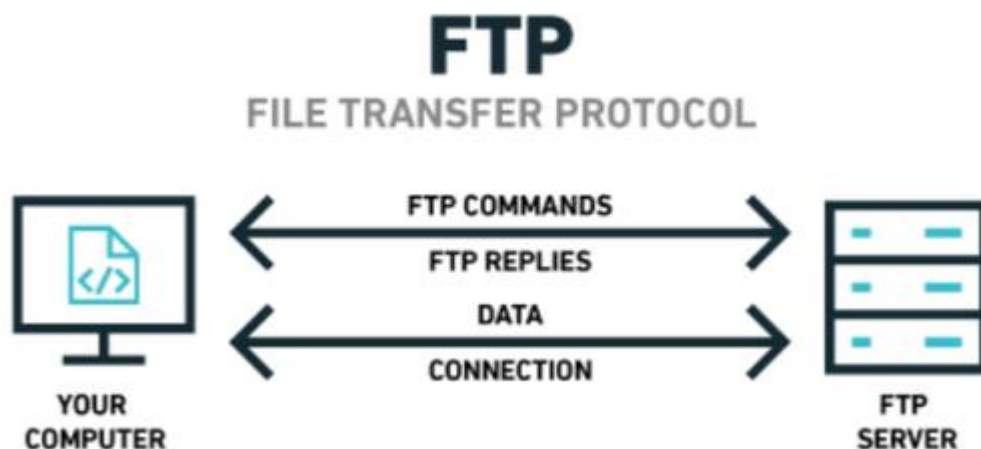 FTP
FILE TRANSFER PROTOCOL
FTP COMMANDS
FTP REPLIES
DATA
CONNECTION
</>
YOUR
COMPUTER
FTP
SERVER